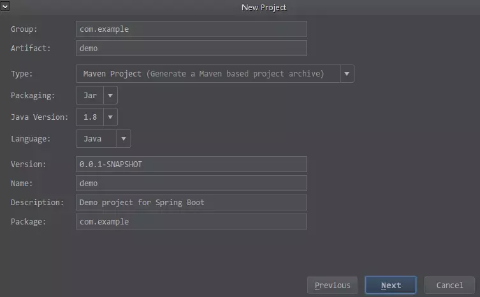 New Project
Group: com.example
Artifact: demo
Type: Maven Project (Generate a Maven based project archive)
Packaging: Jar
Java Version: 1.8
Language: Java
Version: 0.0.1-SNAPSHOT
Name: demo
Description: Demo project for Spring Boot
Package: com.example
Previous Next Cancel